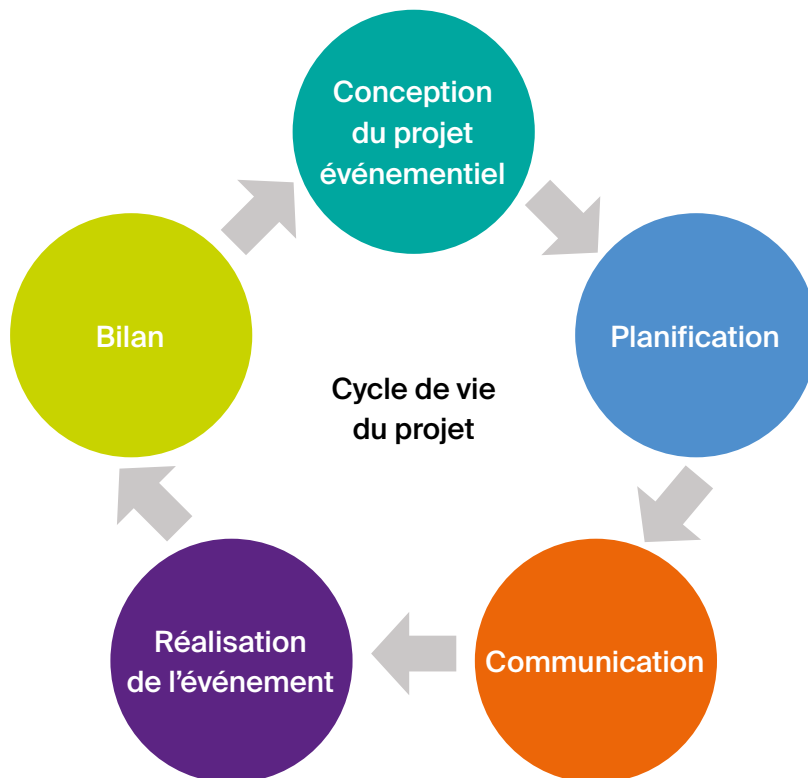 Conception
du projet
événementiel
Planification
Communication
Réalisation
de l’événement
Bilan
Cycle de vie
du projet